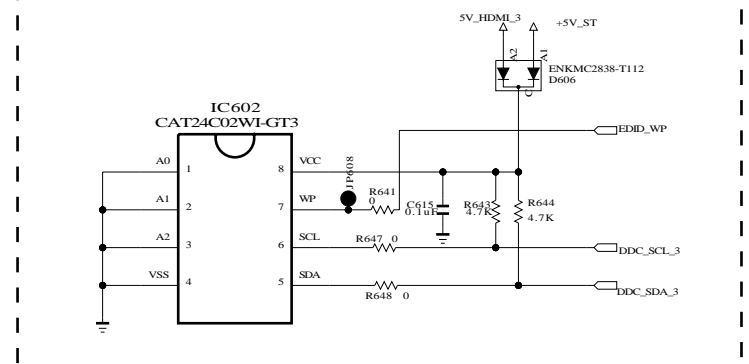 5V_HDMI_3
+5V_ST
A2
A1
ENKMC2838-T112
D606
C
IC602
CAT24C02WI-GT3
EDID_WP
A0
1
8
VCC
JP608
R641
0
A1
2
7
WP
C615
0.1uF
R643
4.7K
R644
4.7K
A2
3
6
SCL
R647 0
DDC_SCL_3
VSS
4
5
SDA
R648 0
DDC_SDA_3